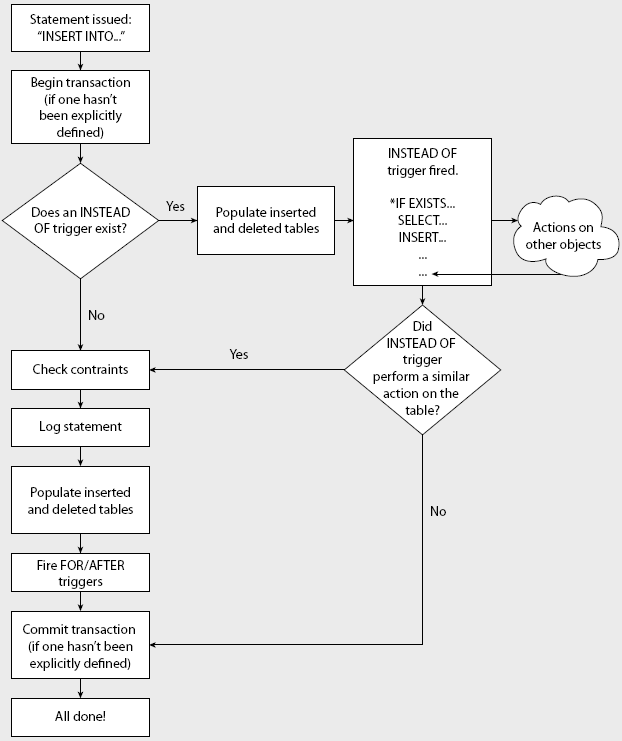 Statement issued:
“INSERT INTO...”
Begin transaction
(if one hasn’t
been explicitly
defined)
Does an INSTEAD
OF trigger exist?
Yes
Populate inserted
and deleted tables
INSTEAD OF
trigger fired.
*IF EXISTS...
SELECT...
INSERT...
...
...
Actions on
other objects
No
Did
INSTEAD OF
trigger
perform a similar
action on the
table?
Yes
Check contraints
Log statement
Populate inserted
and deleted tables
No
Fire FOR/AFTER
triggers
Commit transaction
(if one hasn’t been
explicitly defined)
All done!